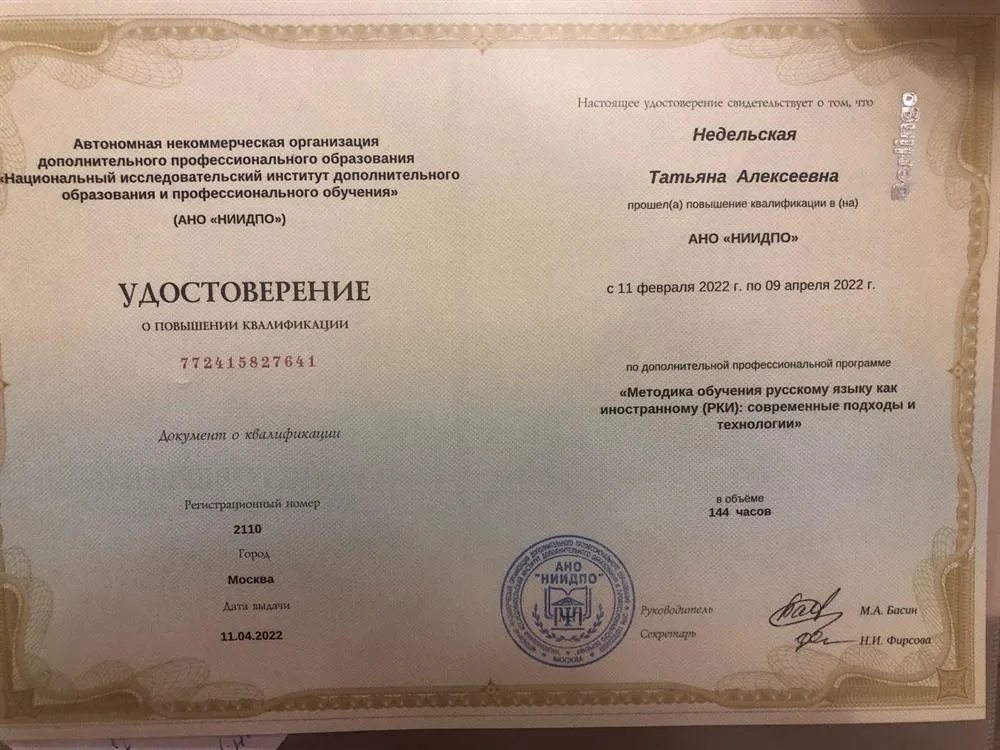 Автономная некоммерческая организация
дополнительного профессионального образования
«Национальный исследовательский институт дополнительного
образования и профессионального обучения»
(АНО «НИИДПО»)
УДОСТОВЕРЕНИЕ
О ПОВЫШЕНИИ КВАЛИФИКАЦИИ
772415827641
Документ о квалификации
Регистрационный номер
2110
Город
Москва
Дата выдачи
11.04.2022
Настоящее удостоверение свидетельствует о том, что
Недельская
Татьяна Алексеевна
прошел(а) повышение квалификации в (на)
АНО «НИИДПО»
с 11 февраля 2022 г. по 09 апреля 2022 г.
по дополнительной профессиональной программе
«Методика обучения русскому языку как
иностранному (РКИ): современные подходы и
технологии»
в объёме
144 часов
АНО
"НИИДПО"
МОСКВА
Руководитель
М.А. Басин
Секретарь
Н.И. Фирсова
Berlingo